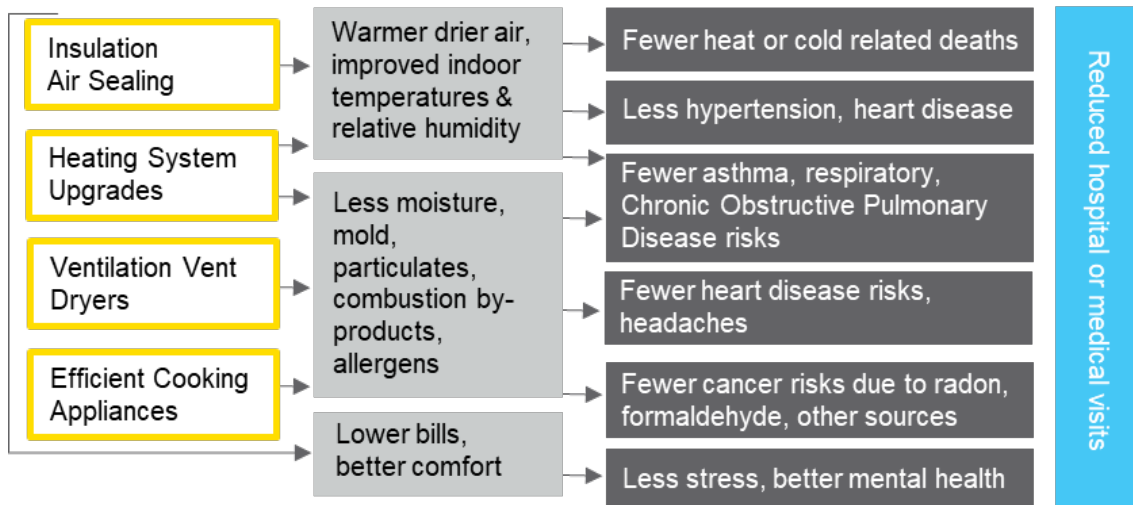 Insulation
Air Sealing
Heating System
Upgrades
Ventilation Vent
Dryers
Efficient Cooking
Appliances
Warmer drier air,
improved indoor
temperatures &
relative humidity
Less moisture,
mold,
particulates,
combustion by-
products,
allergens
Lower bills,
better comfort
Fewer heat or cold related deaths
Less hypertension, heart disease
Fewer asthma, respiratory,
Chronic Obstructive Pulmonary
Disease risks
Fewer heart disease risks,
headaches
Fewer cancer risks due to radon,
formaldehyde, other sources
Less stress, better mental health
Reduced hospital or medical visits